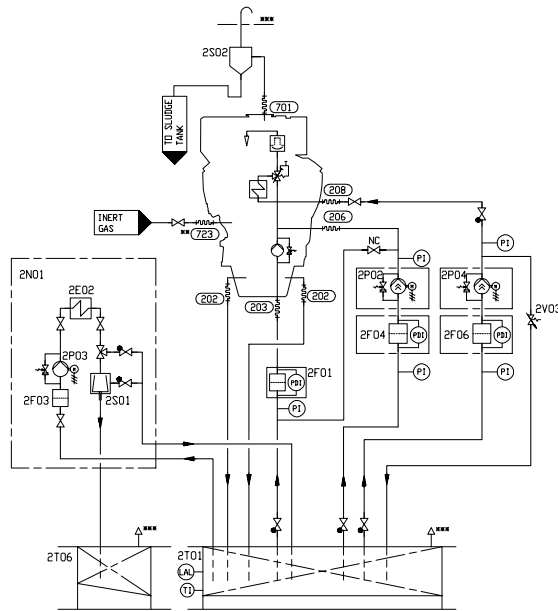 ***
2S02
TO SLUDGE
TANK
701
208
206
INERT
GAS
**
723
NC
PI
PI
2N01
2E02
202
203
202
2P02
M
2P04
M
2V03
2P03
M
2F04
PDI
2F06
PDI
2F03
2S01
PDI
2F01
PI
PI
PI
***
***
2T06
2T01
LAL
TI